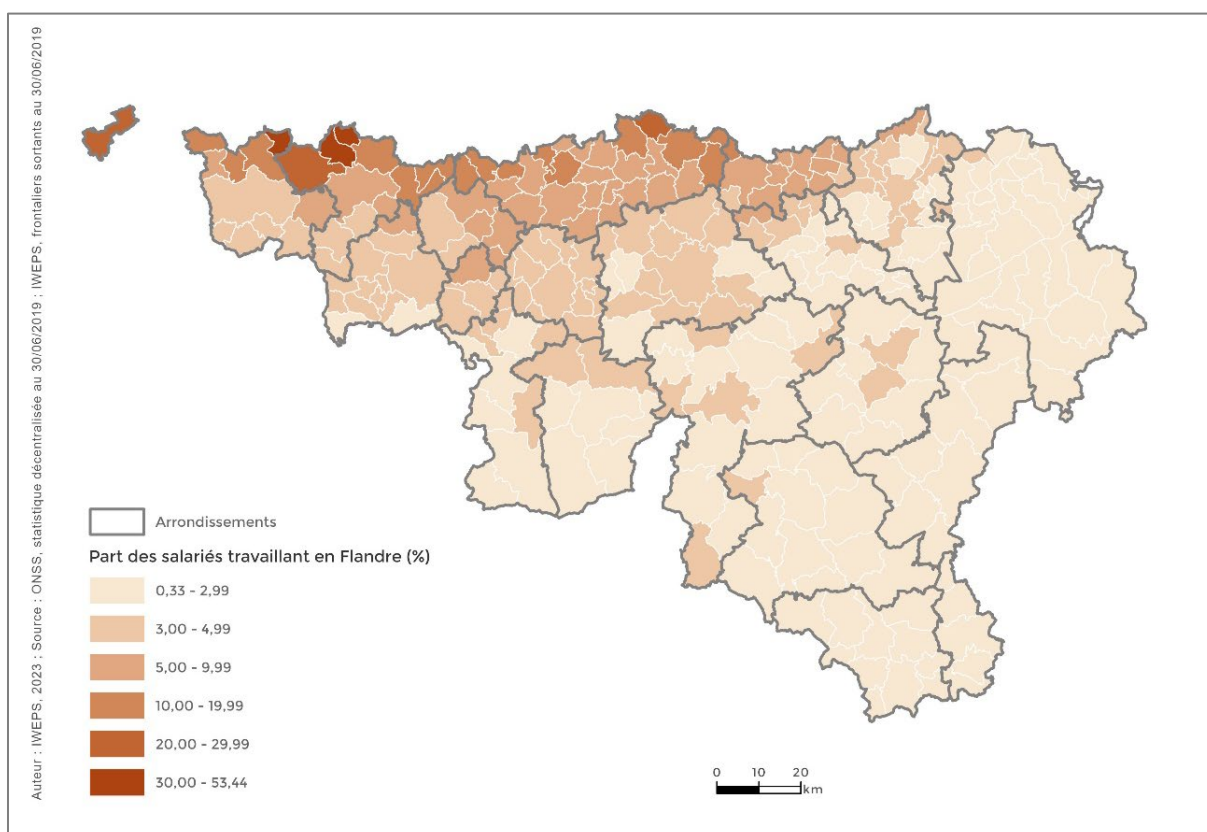 Auteur : IWEPS, 2023 ; Source : ONSS, statistique décentralisée au 30/06/2019 ; IWEPS, frontaliers sortants au 30/06/2019
Arrondissements
Part des salariés travaillant en Flandre (%)
0,33 - 2,99
3,00 - 4,99
5,00 - 9,99
10,00 - 19,99
20,00 - 29,99
30,00 - 53,44
0 10 20
km